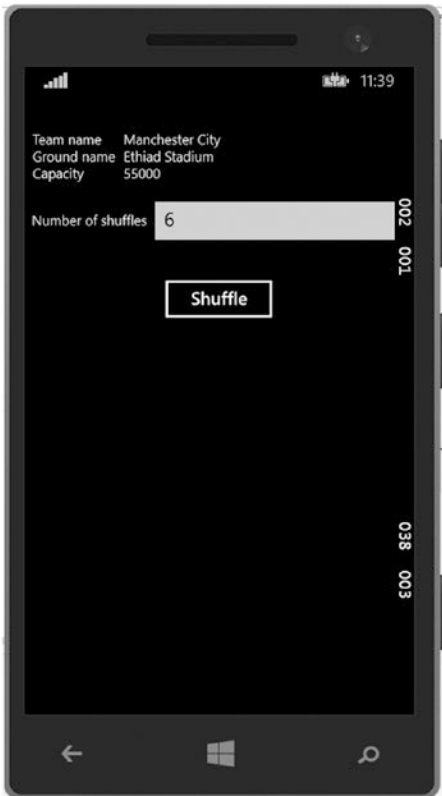 11:39
Team name Manchester City
Ground name Ethiad Stadium
Capacity 55000
Number of shuffles 6
Shuffle
002 001
038 003